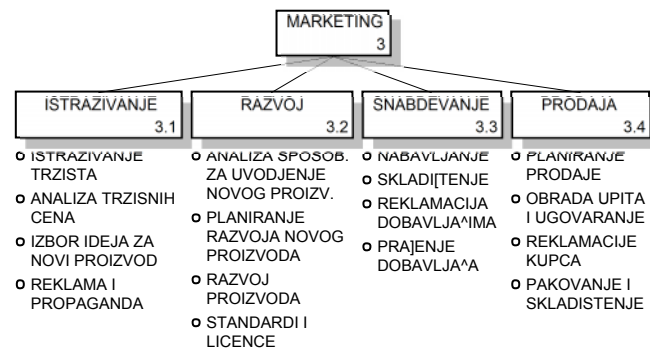 MARKETING
3
ISTRAZIVANJE
3.1
RAZVOJ
3.2
SNABDEVANJE
3.3
PRODAJA
3.4
ISTRAZIVANJE
TRZISTA
ANALIZA TRZISNIH
CENA
IZBOR IDEJA ZA
NOVI PROIZVOD
REKLAMA I
PROPAGANDA
ANALIZA SPOSOB.
ZA UVODJENJE
NOVOG PROIZV.
PLANIRANJE
RAZVOJA NOVOG
PROIZVODA
RAZVOJ
PROIZVODA
STANDARDI I
LICENCE
NABAVLJANJE
SKLADI[TENJE
REKLAMACIJA
DOBAVLJA^IMA
PRA]ENJE
DOBAVLJA^A
PLANIRANJE
PRODAJE
OBRADA UPITA
I UGOVARANJE
REKLAMACIJE
KUPCA
PAKOVANJE I
SKLADISTENJE